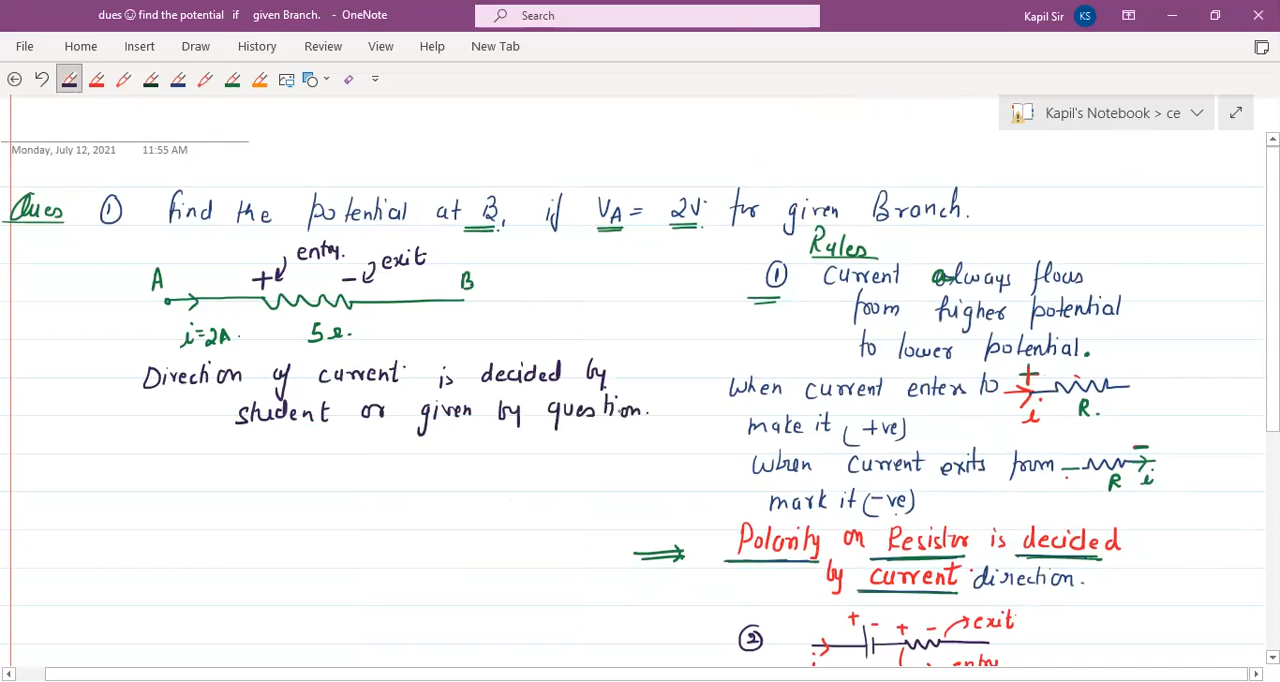 dues ☺ find the potential if given Branch. - OneNote
Search
Kapil Sir KS
File Home Insert Draw History Review View Help New Tab
Kapil's Notebook > ce
Monday, July 12, 2021 11:55 AM
Ques ① find the potential at B, if VA = 2V for given Branch.
Rules
entry.
+ - exit
A B
i=2A. 5Ω.
① Current always flows
from higher potential
to lower potential.
Direction of current is decided by
student or given by question.
When current enters to + i R.
make it (+ve)
When current exits from - R i
mark it (-ve)
Polarity on Resistor is decided
by current direction.
② + - + - exit
i entry